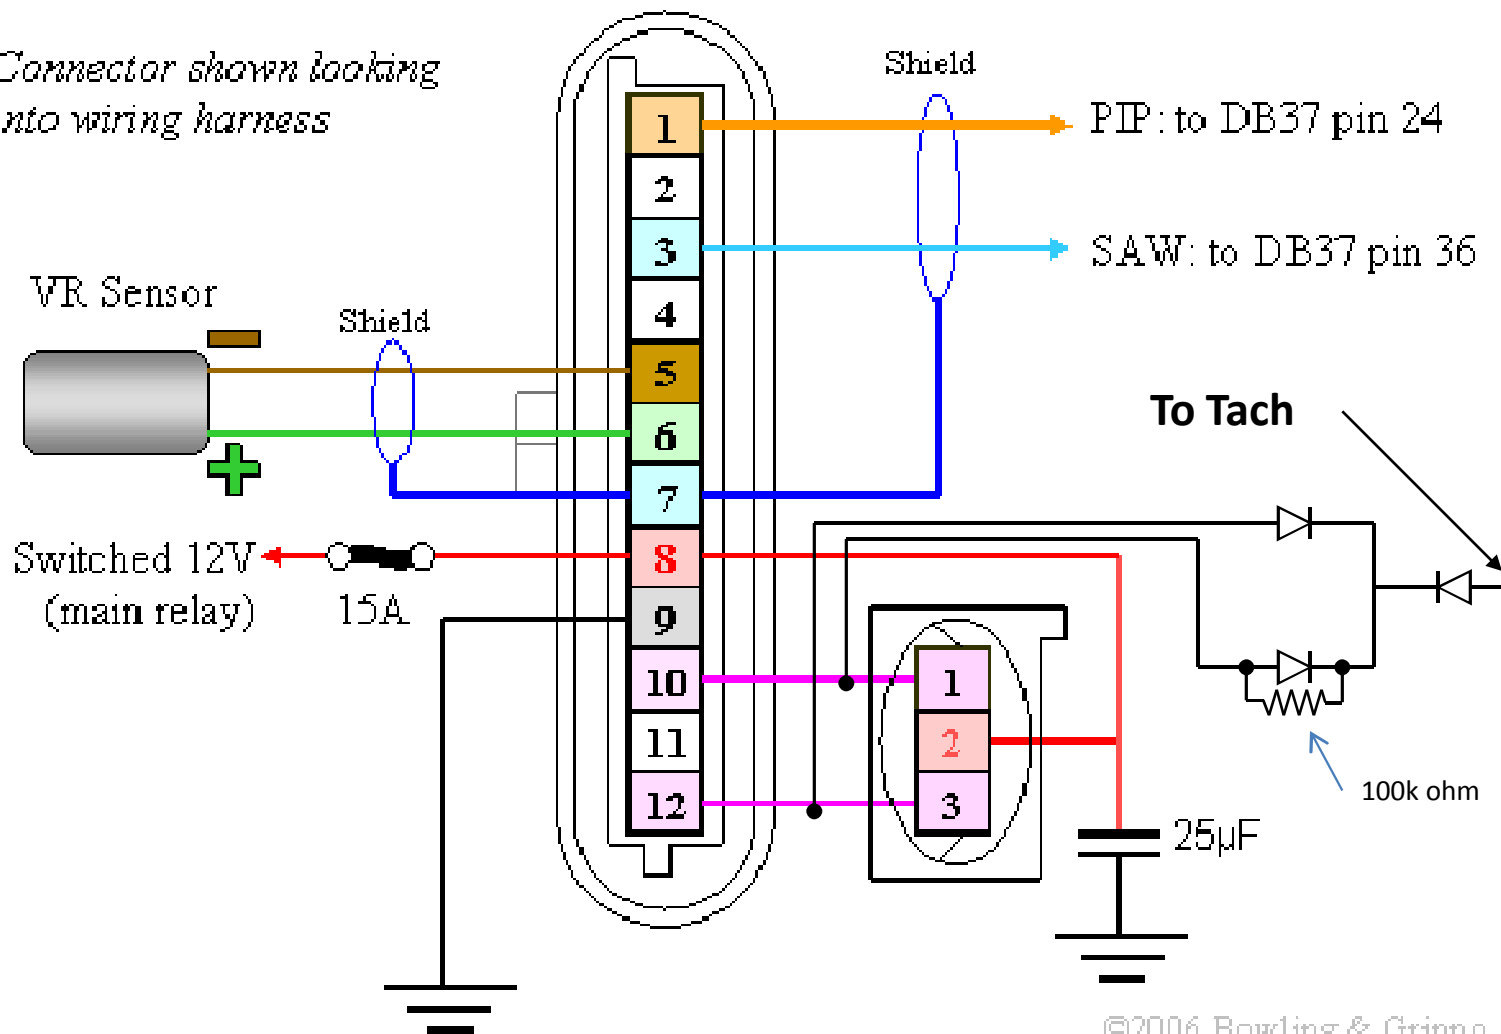 Connector shown looking
into wiring harness
Shield
PIP: to DB37 pin 24
SAW: to DB37 pin 36
VR Sensor
Shield
To Tach
Switched 12V
(main relay)
15A
1
2
3
4
5
6
7
8
9
10
11
12
1
2
3
100k ohm
25µF
©2006 Bowling & Grippo